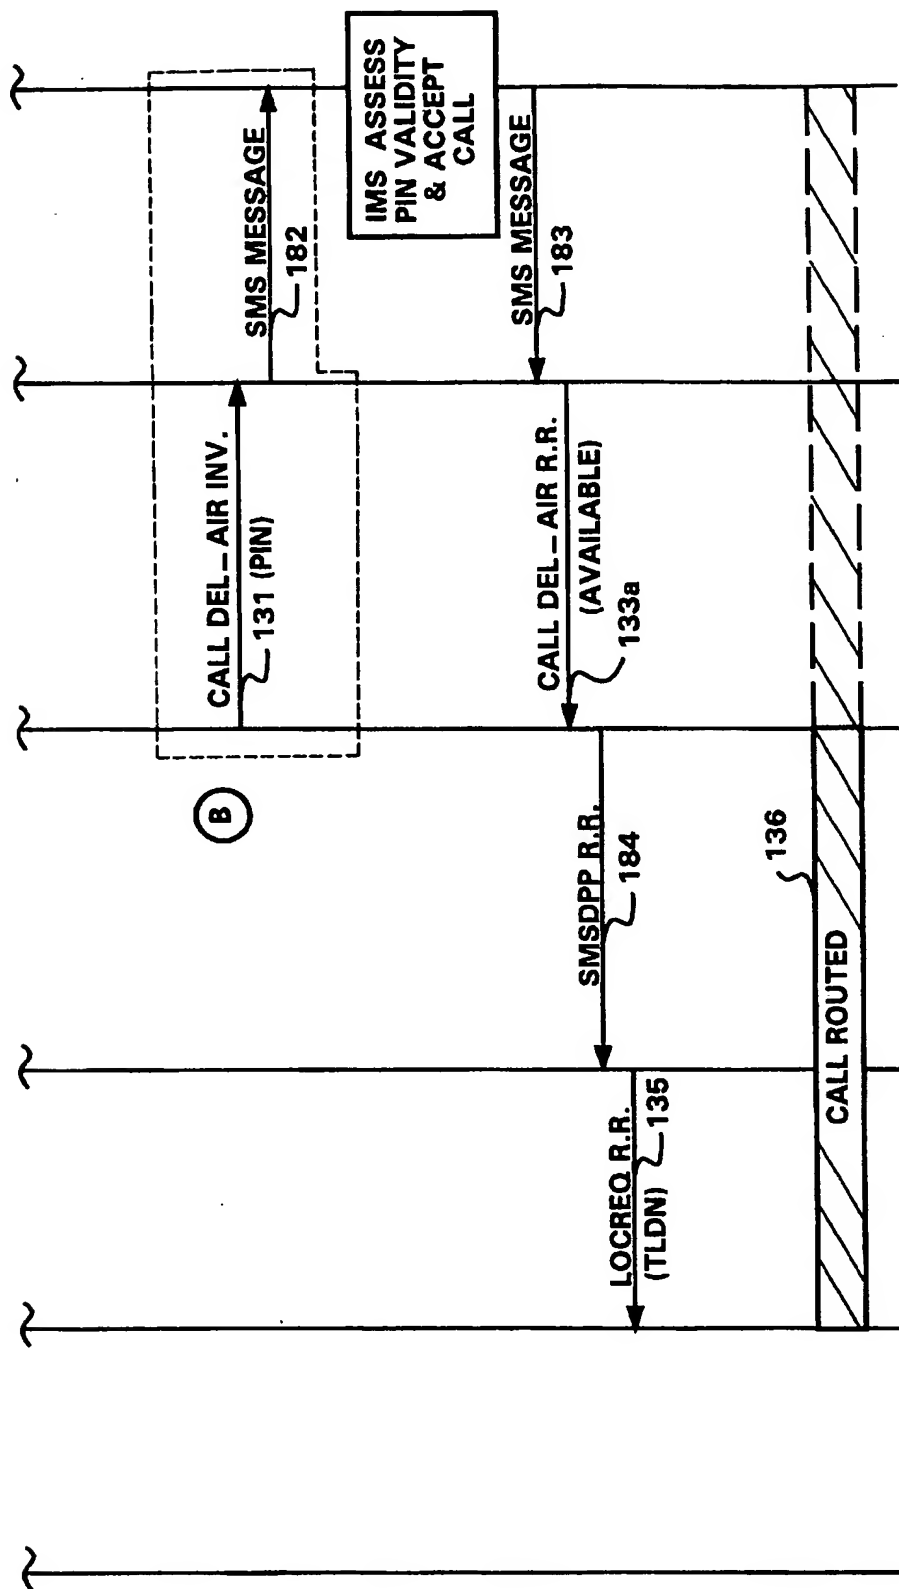 B
CALL DEL_AIR INV.
131 (PIN)
SMS MESSAGE
182
IMS ASSESS
PIN VALIDITY
& ACCEPT
CALL
SMS MESSAGE
183
CALL DEL_AIR R.R.
(AVAILABLE)
133a
SMSDPP R.R.
184
LOCREQ R.R.
135
(TLDN)
136
CALL ROUTED